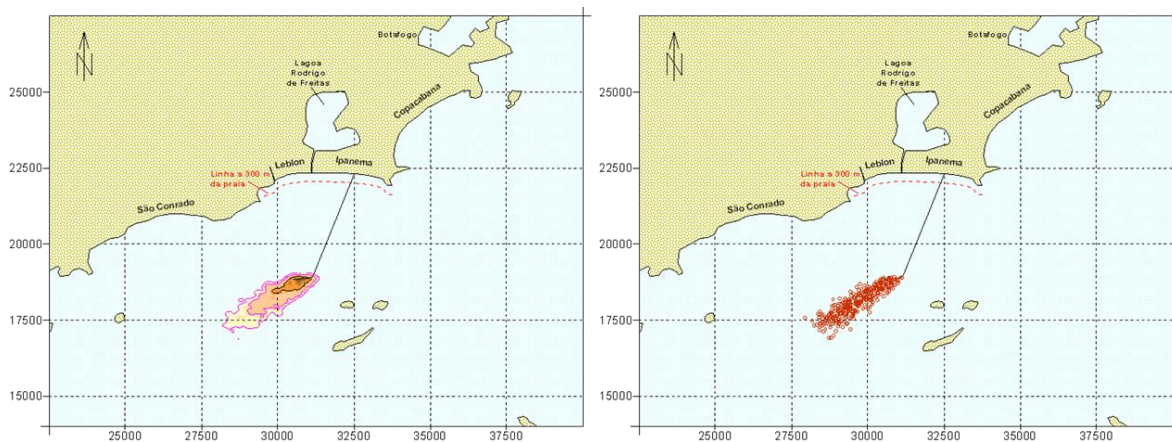 Botafogo
Lagoa
Rodrigo
de Freitas
Copacabana
Leblon
Ipanema
Linha a 300 m
da praia
São Conrado
N
25000
22500
20000
17500
15000
25000
27500
30000
32500
35000
37500
Botafogo
Lagoa
Rodrigo
de Freitas
Copacabana
Leblon
Ipanema
Linha a 300 m
da praia
São Conrado
N
25000
22500
20000
17500
15000
25000
27500
30000
32500
35000
37500